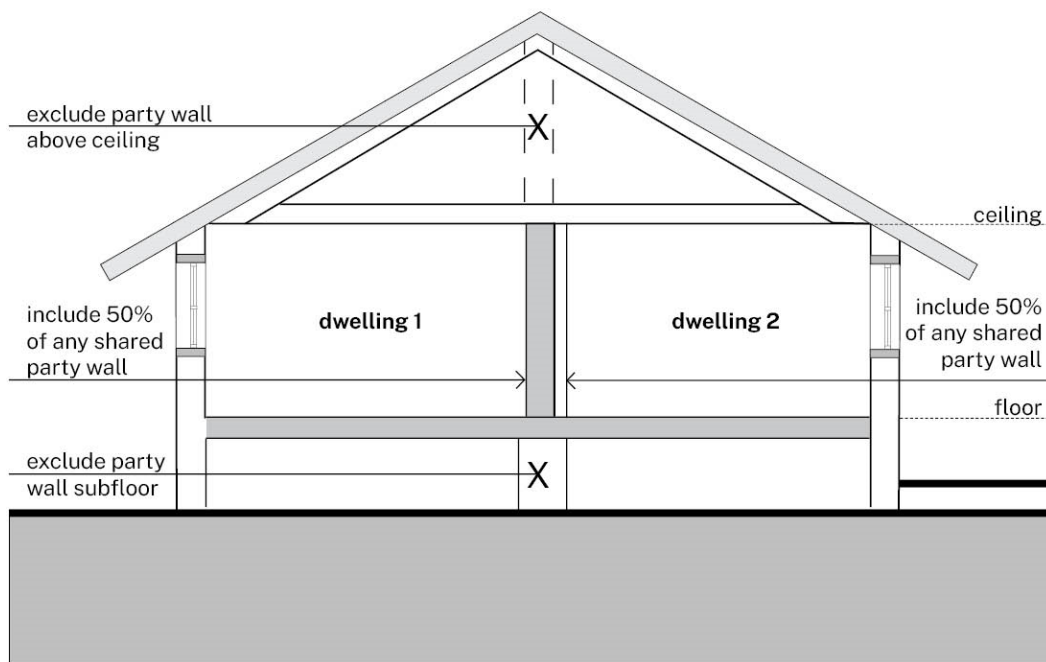 exclude party wall
above ceiling
X
ceiling
include 50%
of any shared
party wall
dwelling 1
dwelling 2
include 50%
of any shared
party wall
floor
exclude party
wall subfloor
X